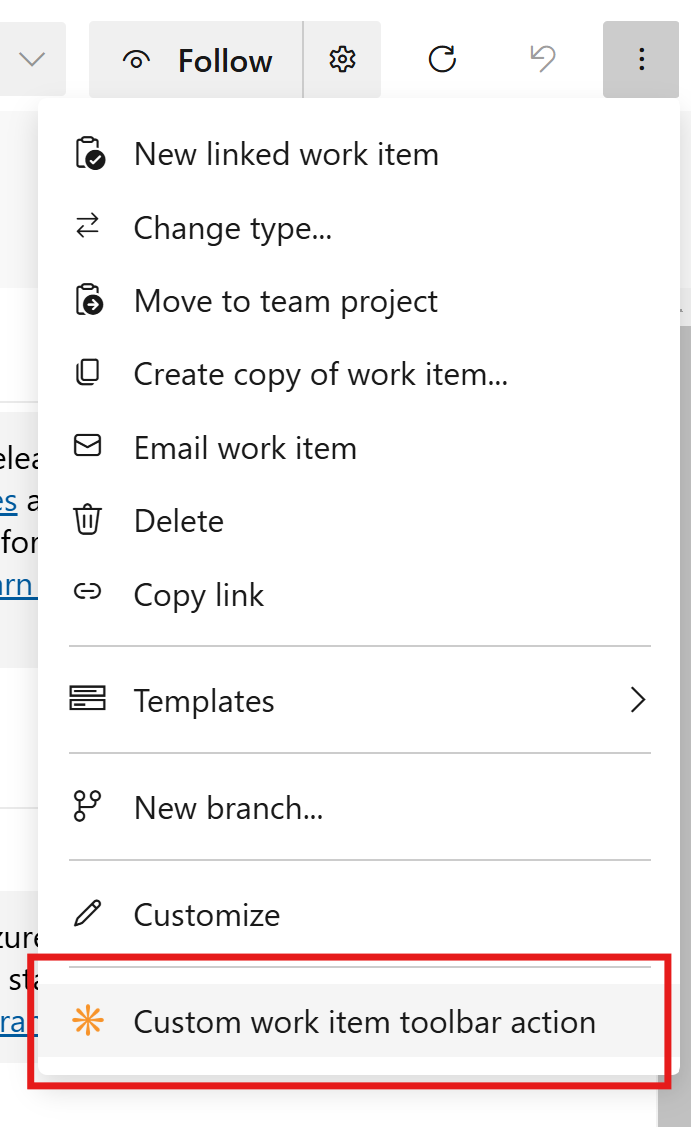 Follow
New linked work item
Change type...
Move to team project
Create copy of work item...
Email work item
Delete
Copy link
Templates
New branch...
Customize
Custom work item toolbar action
a
for